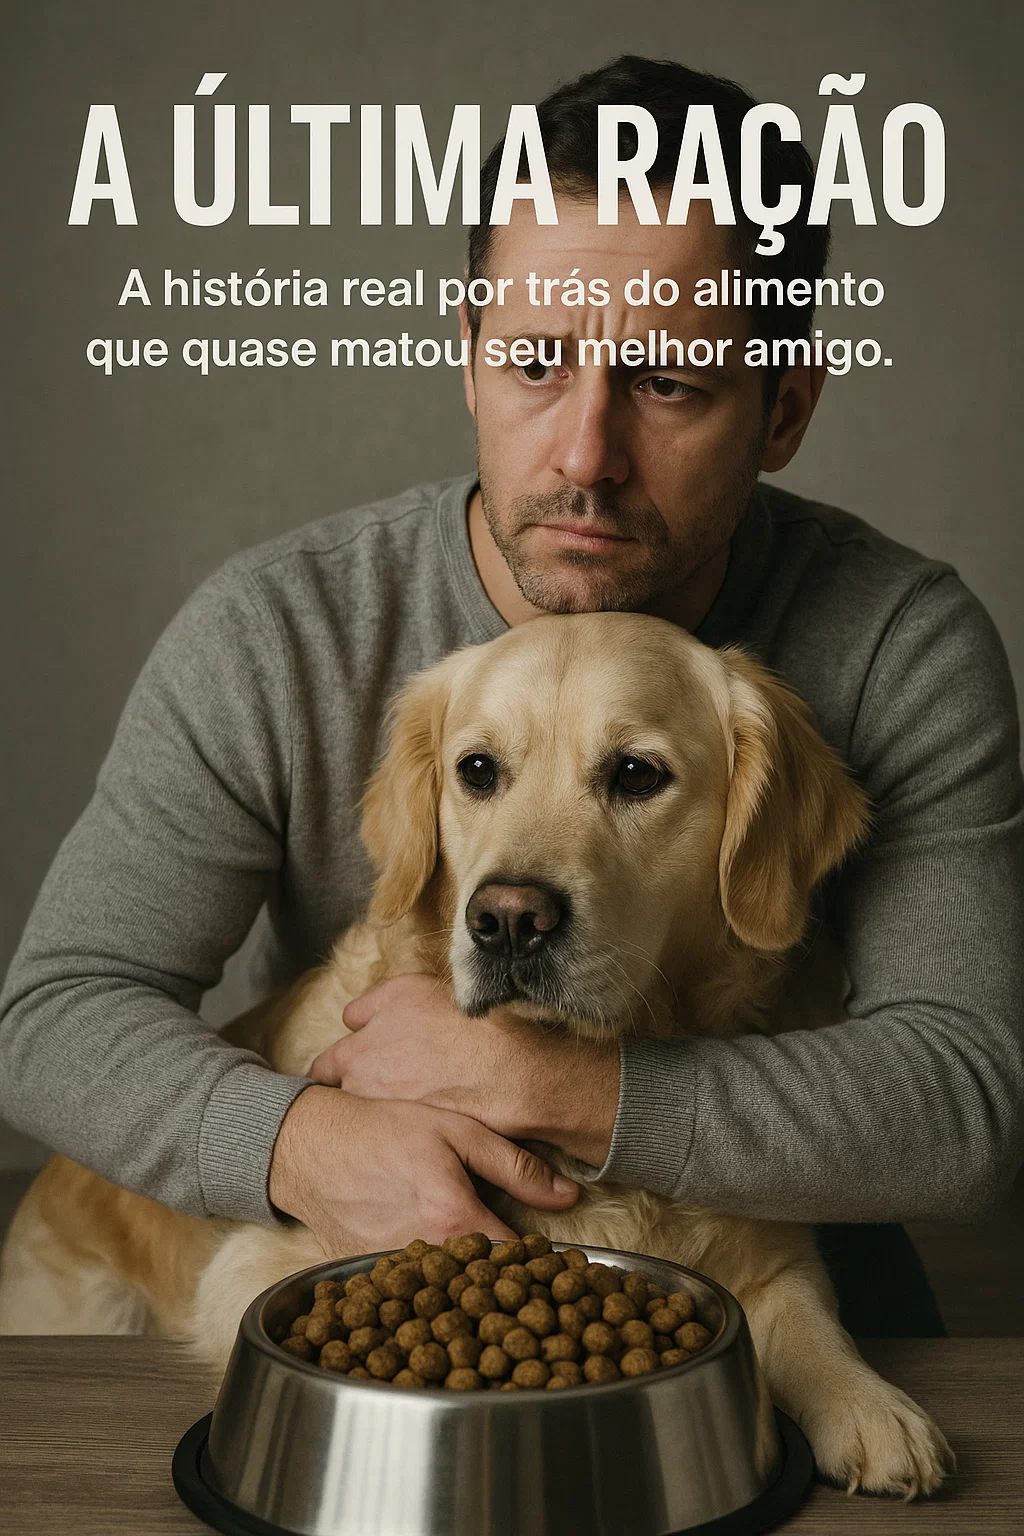 A ÚLTIMA RAÇÃO
A história real por trás do alimento
que quase matou seu melhor amigo.